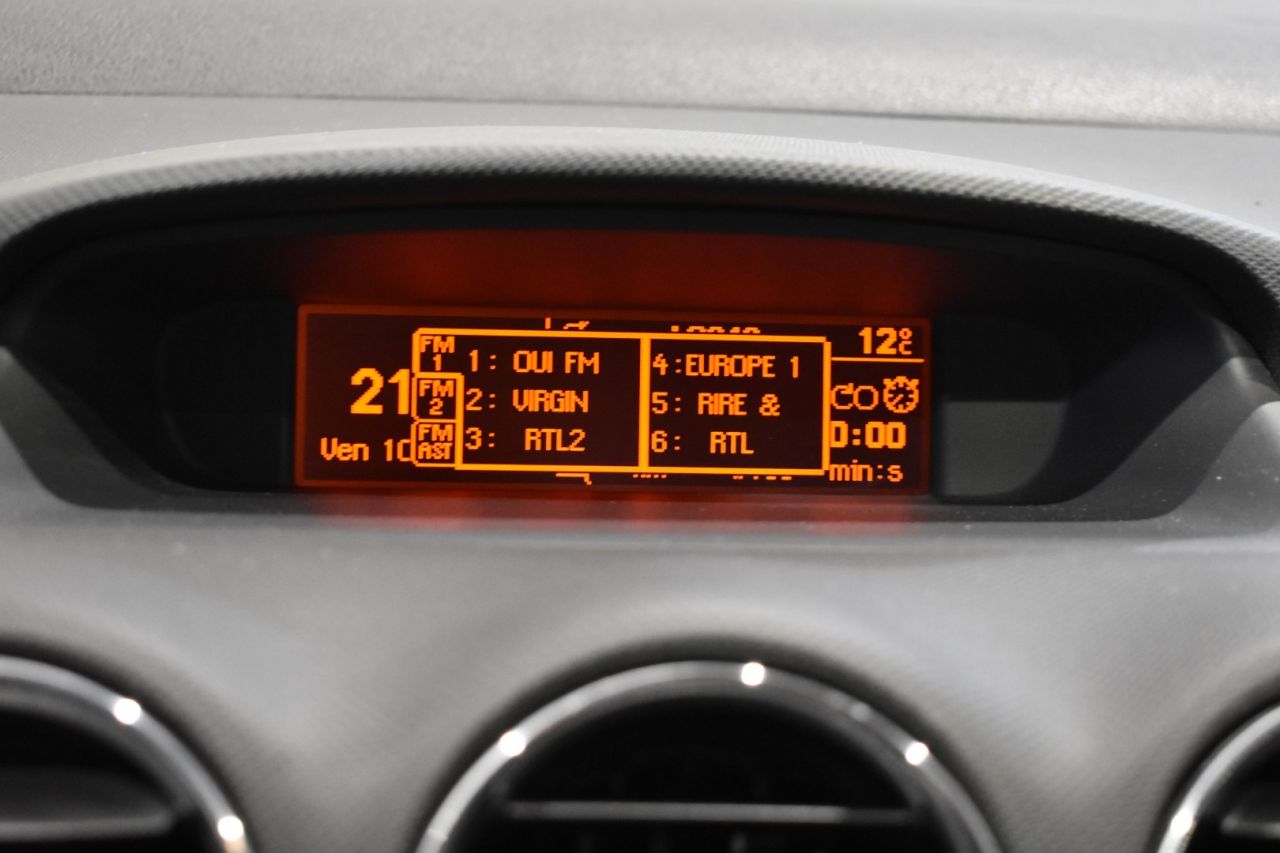 12°C
FM 1
1: OUI FM
4:EUROPE 1
21
FM 2
2: VIRGIN
5: RIRE &
0:00
Ven 10
FM AST
3: RTL2
6: RTL
min:s